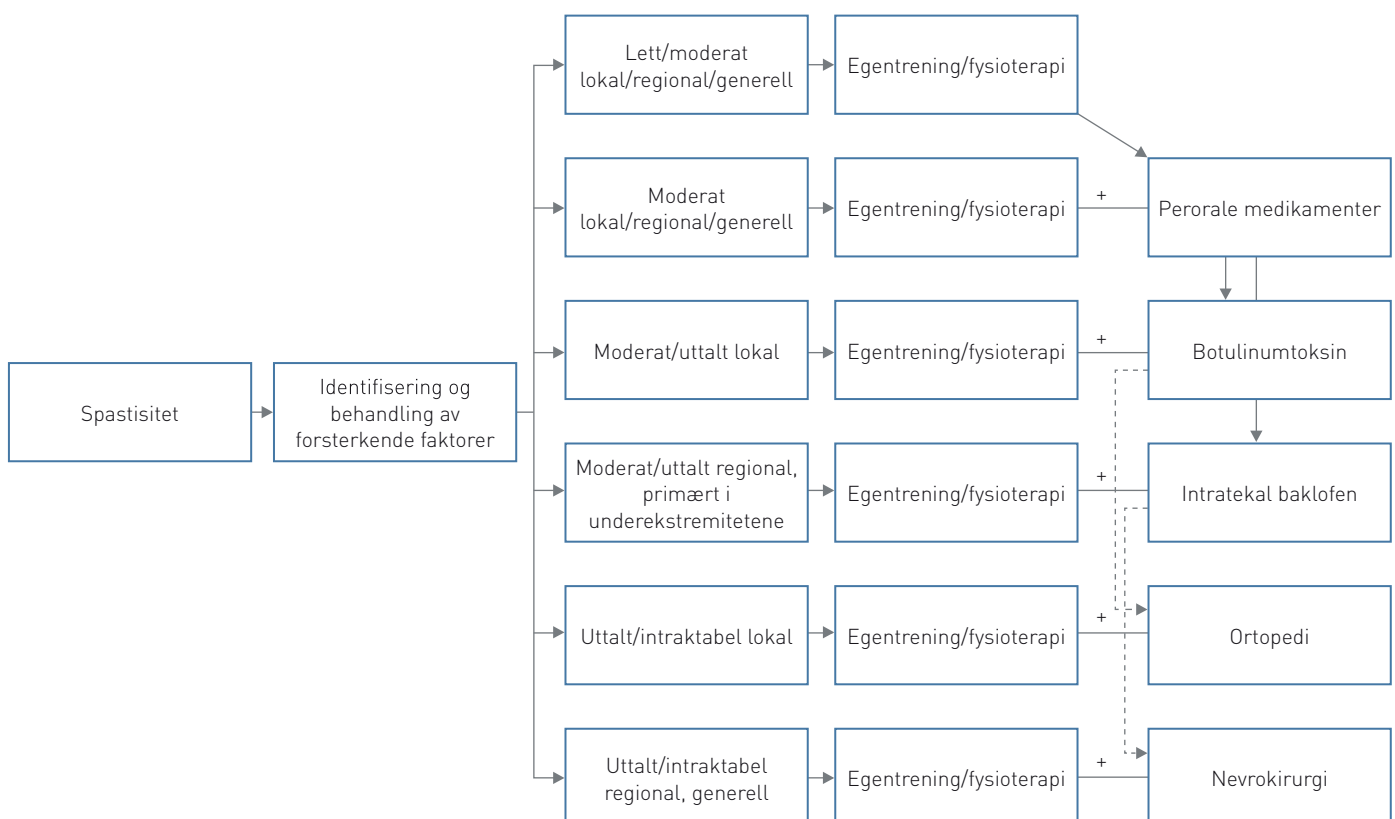 Spastisitet
Identifisering og
behandling av
forsterkende faktorer
Lett/moderat
lokal/regional/generell
Egentrening/fysioterapi
Moderat
lokal/regional/generell
Egentrening/fysioterapi
+
Perorale medikamenter
Moderat/uttalt lokal
Egentrening/fysioterapi
+
Botulinumtoksin
Moderat/uttalt regional,
primært i
underekstremitetene
Egentrening/fysioterapi
+
Intratekal baklofen
Uttalt/intraktabel lokal
Egentrening/fysioterapi
+
Ortopedi
Uttalt/intraktabel
regional, generell
Egentrening/fysioterapi
+
Nevrokirurgi